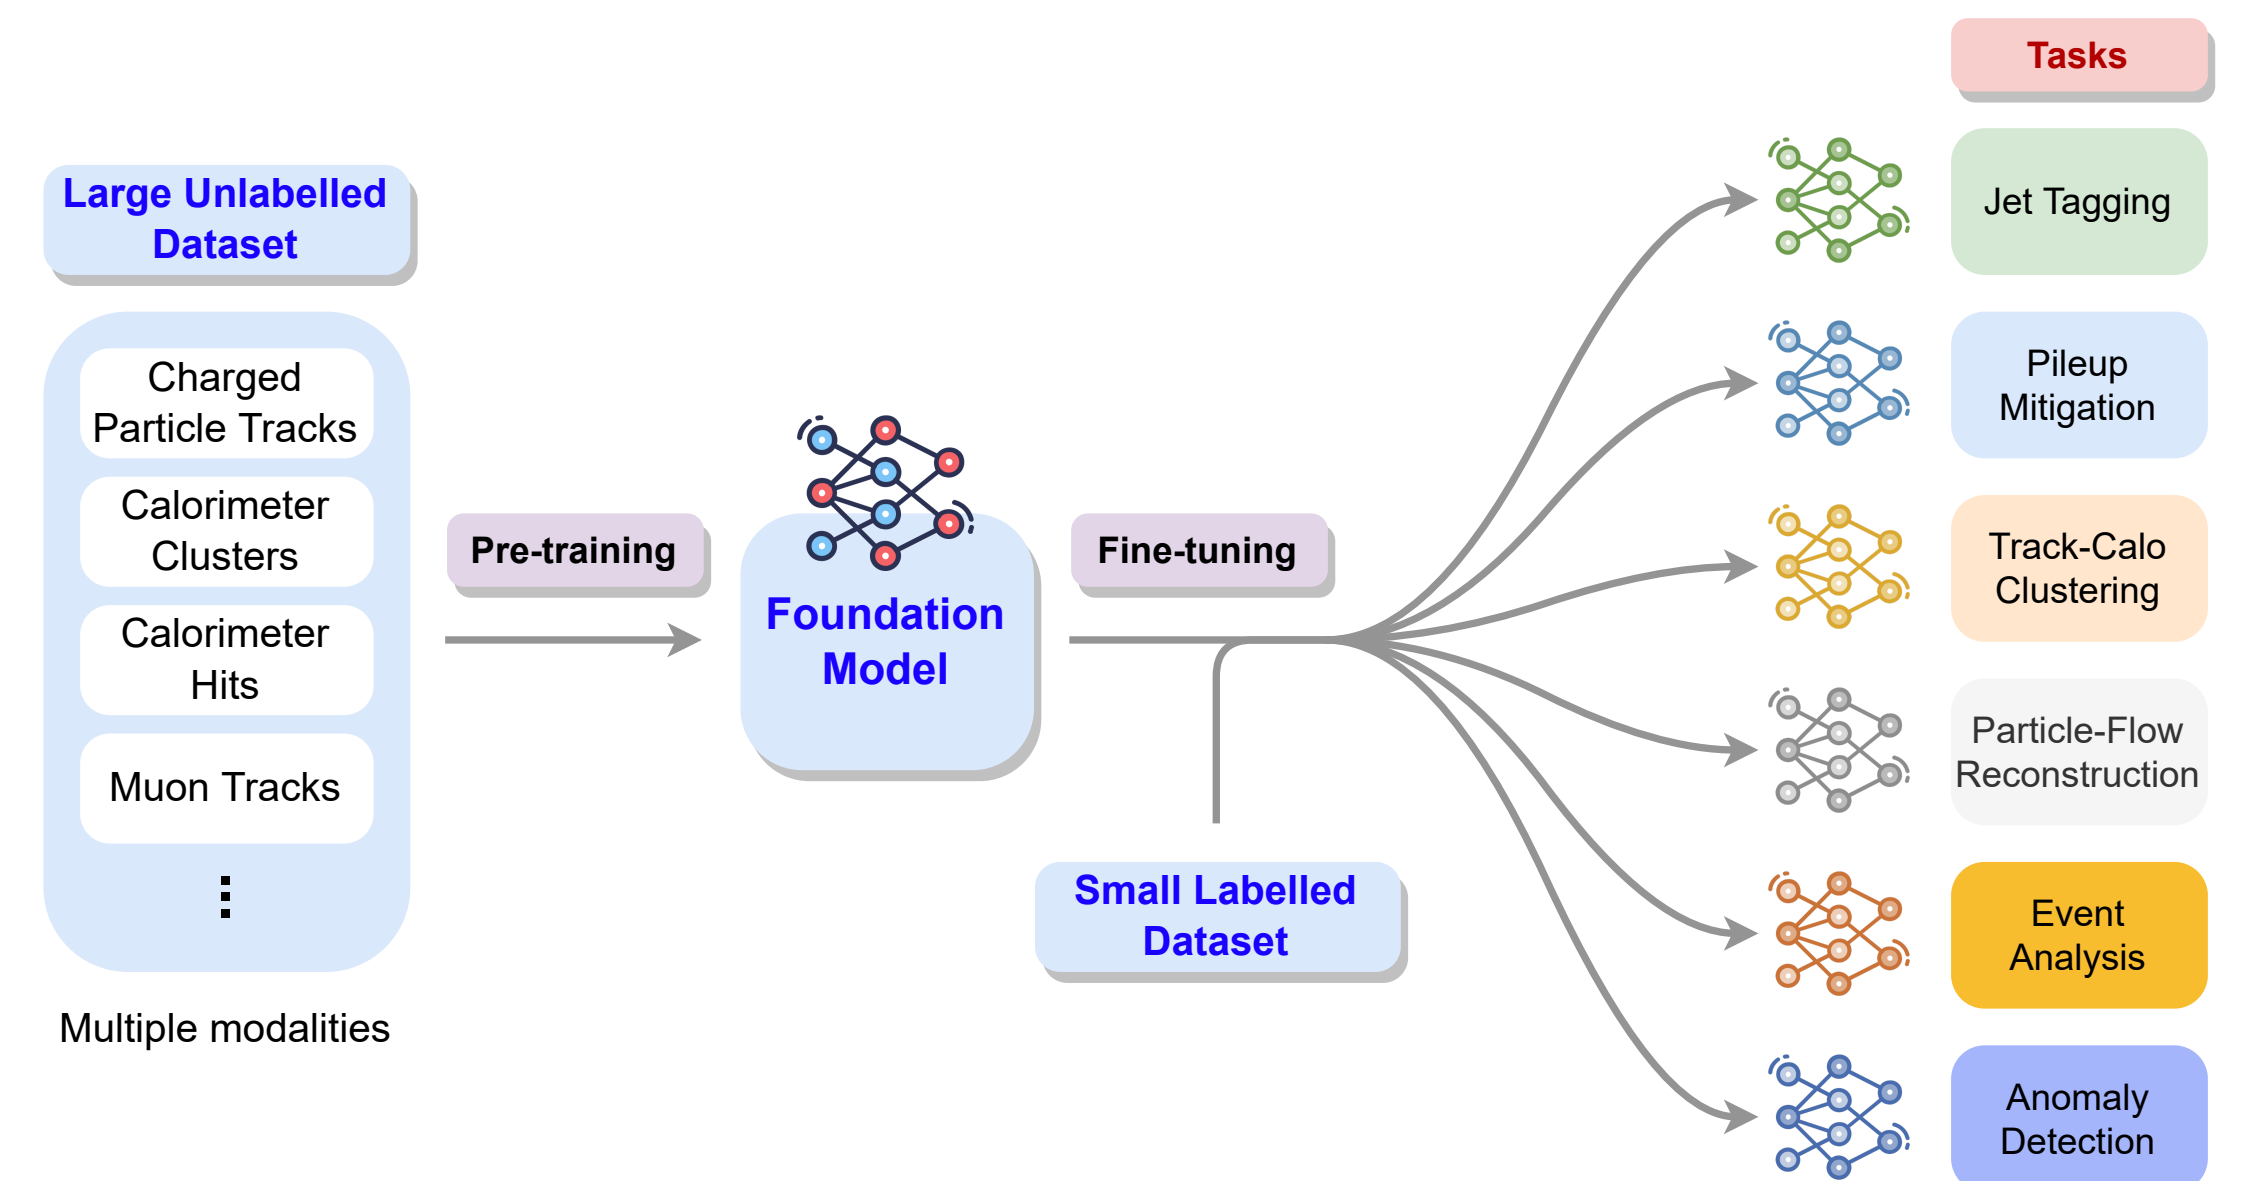 Large Unlabelled
Dataset
Charged
Particle Tracks
Calorimeter
Clusters
Calorimeter
Hits
Muon Tracks
Multiple modalities
Pre-training
Foundation
Model
Fine-tuning
Small Labelled
Dataset
Tasks
Jet Tagging
Pileup
Mitigation
Track-Calo
Clustering
Particle-Flow
Reconstruction
Event
Analysis
Anomaly
Detection